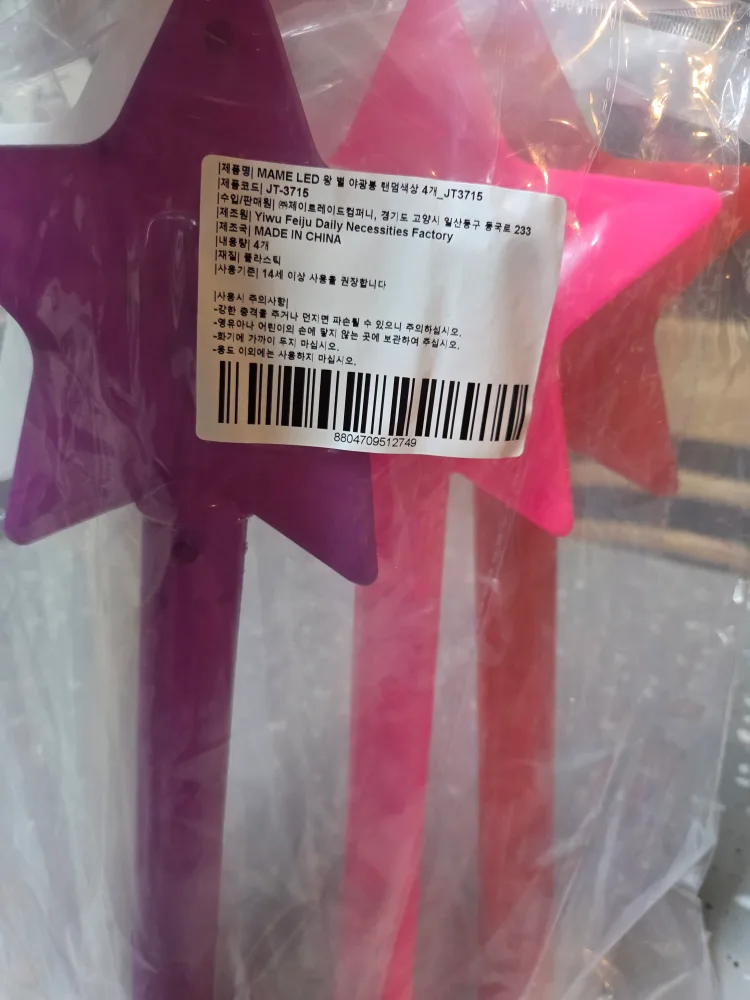 |제품명| MAME LED 왕 별 야광봉 랜덤색상 4개_JT3715
|제품코드| JT-3715
|수입/판매원| ㈜제이트레이드컴퍼니, 경기도 고양시 일산동구 동국로 233
|제조원| Yiwu Feiju Daily Necessities Factory
|제조국| MADE IN CHINA
|내용량| 4개
|재질| 플라스틱
|사용기준| 14세 이상 사용을 권장합니다
|사용시 주의사항|
-강한 충격을 주거나 던지면 파손될 수 있으니 주의하십시오.
-영유아나 어린이의 손에 닿지 않는 곳에 보관하여 주십시오.
-화기에 가까이 두지 마십시오.
-용도 이외에는 사용하지 마십시오.
8804709512749